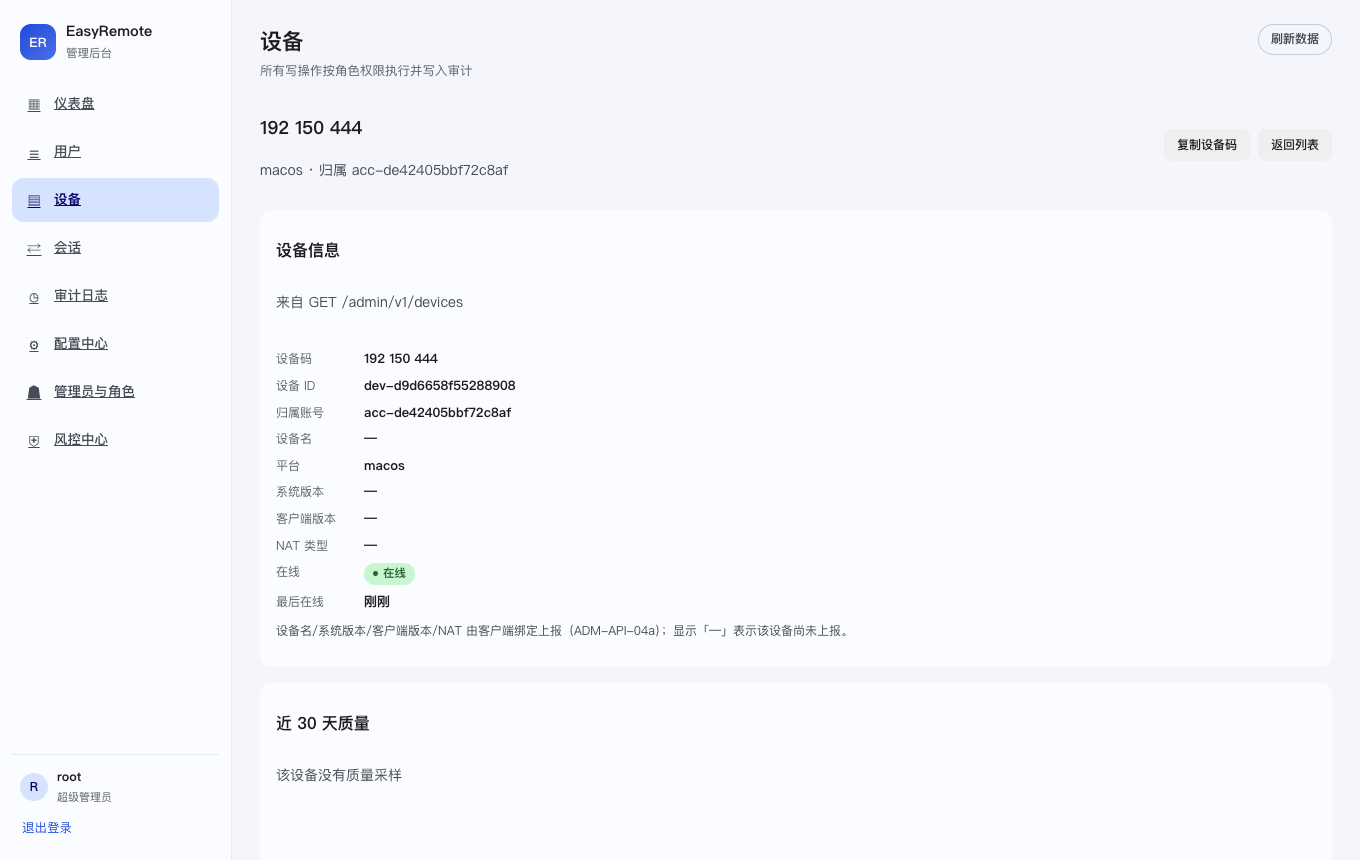 ER
EasyRemote
管理后台
仪表盘
用户
设备
会话
审计日志
配置中心
管理员与角色
风控中心
R
root
超级管理员
退出登录
设备
刷新数据
所有写操作按角色权限执行并写入审计
192 150 444
复制设备码
返回列表
macos · 归属 acc-de42405bbf72c8af
设备信息
来自 GET /admin/v1/devices
设备码 192 150 444
设备 ID dev-d9d6658f55288908
归属账号 acc-de42405bbf72c8af
设备名 —
平台 macos
系统版本 —
客户端版本 —
NAT 类型 —
在线 在线
最后在线 刚刚
设备名/系统版本/客户端版本/NAT 由客户端绑定上报（ADM-API-04a）；显示「—」表示该设备尚未上报。
近 30 天质量
该设备没有质量采样